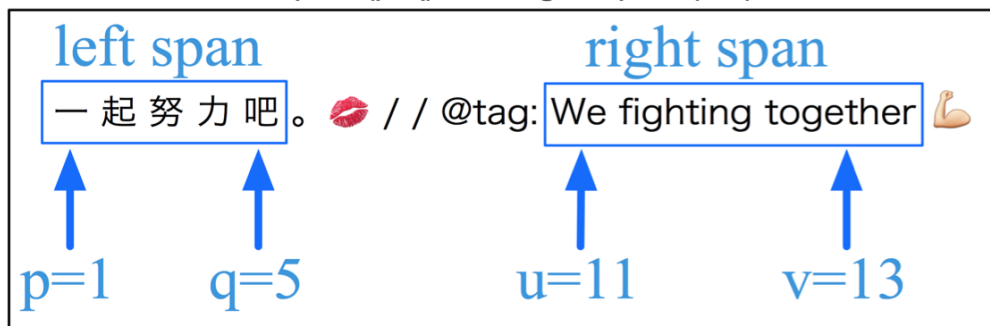 left span right span
一 起 努 力 吧 。 💋 / / @tag: We fighting together 💪
p=1 q=5 u=11 v=13